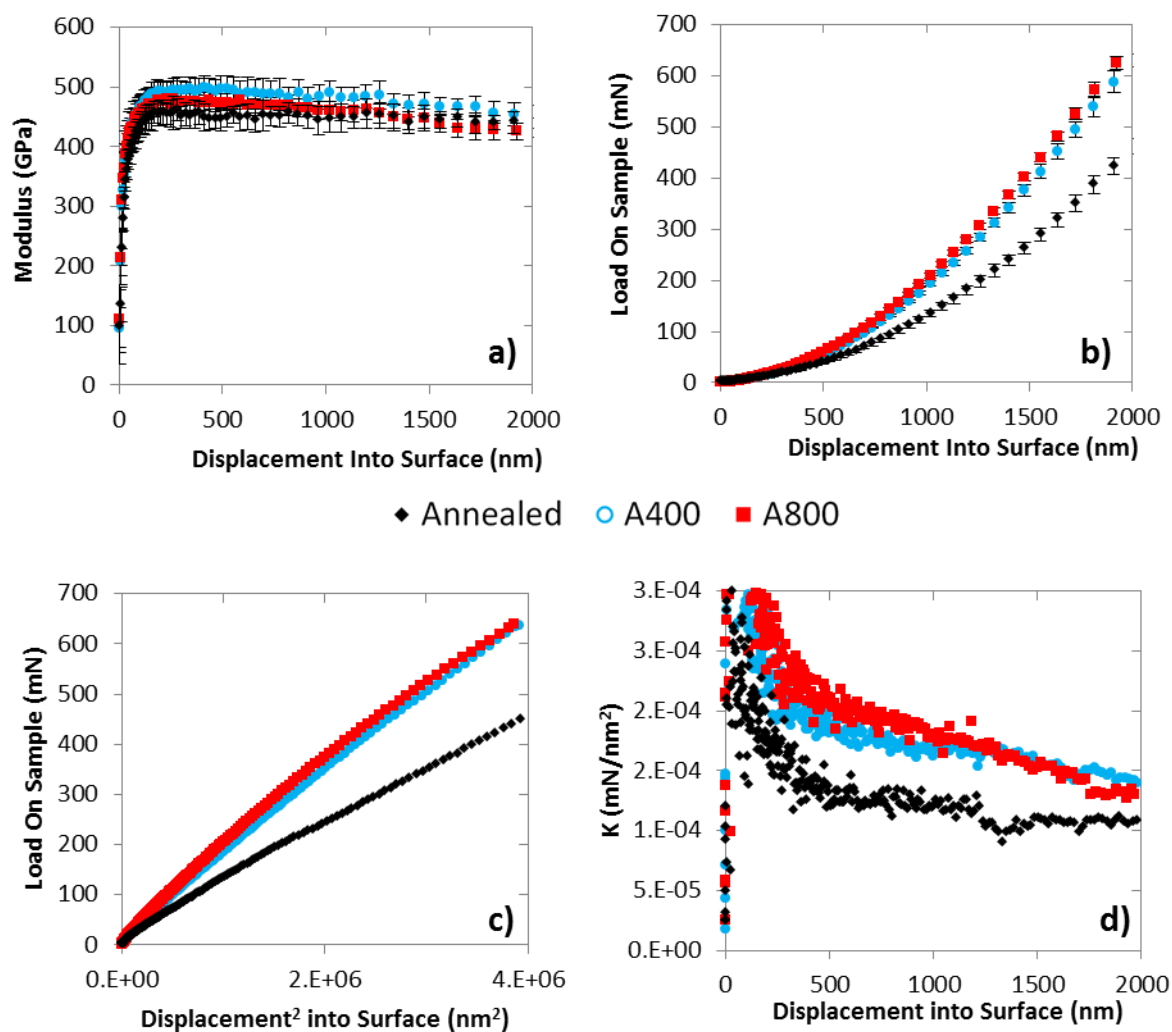 600
500
400
300
200
100
0
Modulus (GPa)
0 500 1000 1500 2000
Displacement Into Surface (nm)
a)
700
600
500
400
300
200
100
0
Load On Sample (mN)
0 500 1000 1500 2000
Displacement Into Surface (nm)
b)
Annealed A400 A800
700
600
500
400
300
200
100
0
Load On Sample (mN)
0.E+00 2.E+06 4.E+06
Displacement² into Surface (nm²)
c)
3.E-04
3.E-04
2.E-04
2.E-04
1.E-04
5.E-05
0.E+00
K (mN/nm²)
0 500 1000 1500 2000
Displacement into Surface (nm)
d)